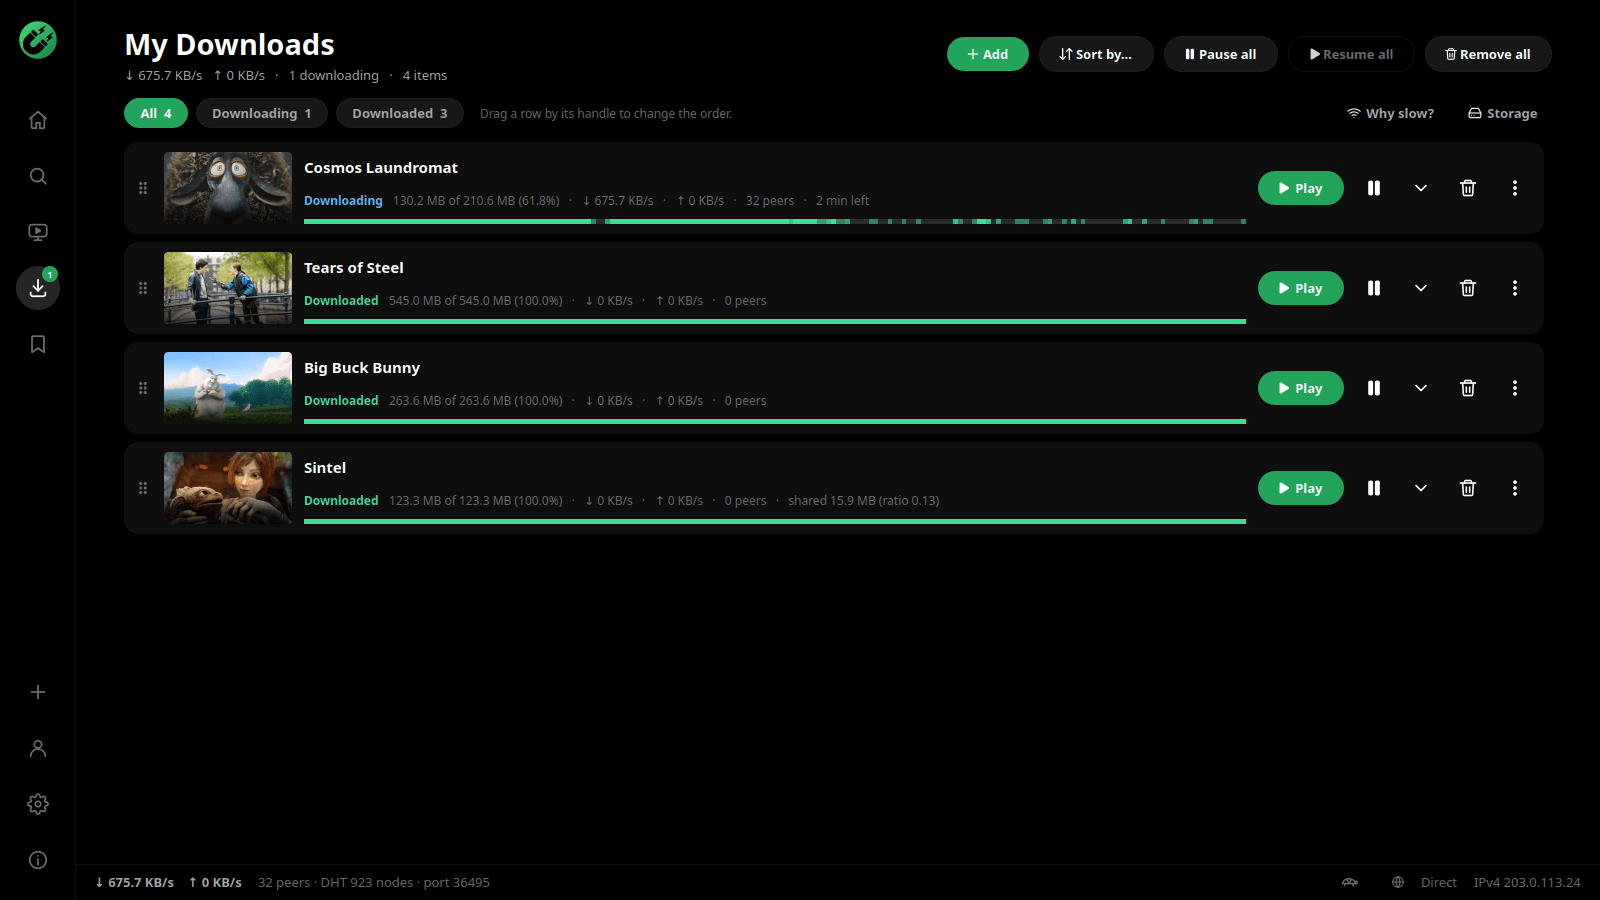 My Downloads
↓ 675.7 KB/s ↑ 0 KB/s · 1 downloading · 4 items
+ Add
Sort by...
Pause all
Resume all
Remove all
All 4
Downloading 1
Downloaded 3
Drag a row by its handle to change the order.
Why slow?
Storage
1
Cosmos Laundromat
Downloading 130.2 MB of 210.6 MB (61.8%) · ↓ 675.7 KB/s · ↑ 0 KB/s · 32 peers · 2 min left
Play
Tears of Steel
Downloaded 545.0 MB of 545.0 MB (100.0%) · ↓ 0 KB/s · ↑ 0 KB/s · 0 peers
Play
Big Buck Bunny
Downloaded 263.6 MB of 263.6 MB (100.0%) · ↓ 0 KB/s · ↑ 0 KB/s · 0 peers
Play
Sintel
Downloaded 123.3 MB of 123.3 MB (100.0%) · ↓ 0 KB/s · ↑ 0 KB/s · 0 peers · shared 15.9 MB (ratio 0.13)
Play
↓ 675.7 KB/s ↑ 0 KB/s 32 peers · DHT 923 nodes · port 36495
Direct IPv4 203.0.113.24